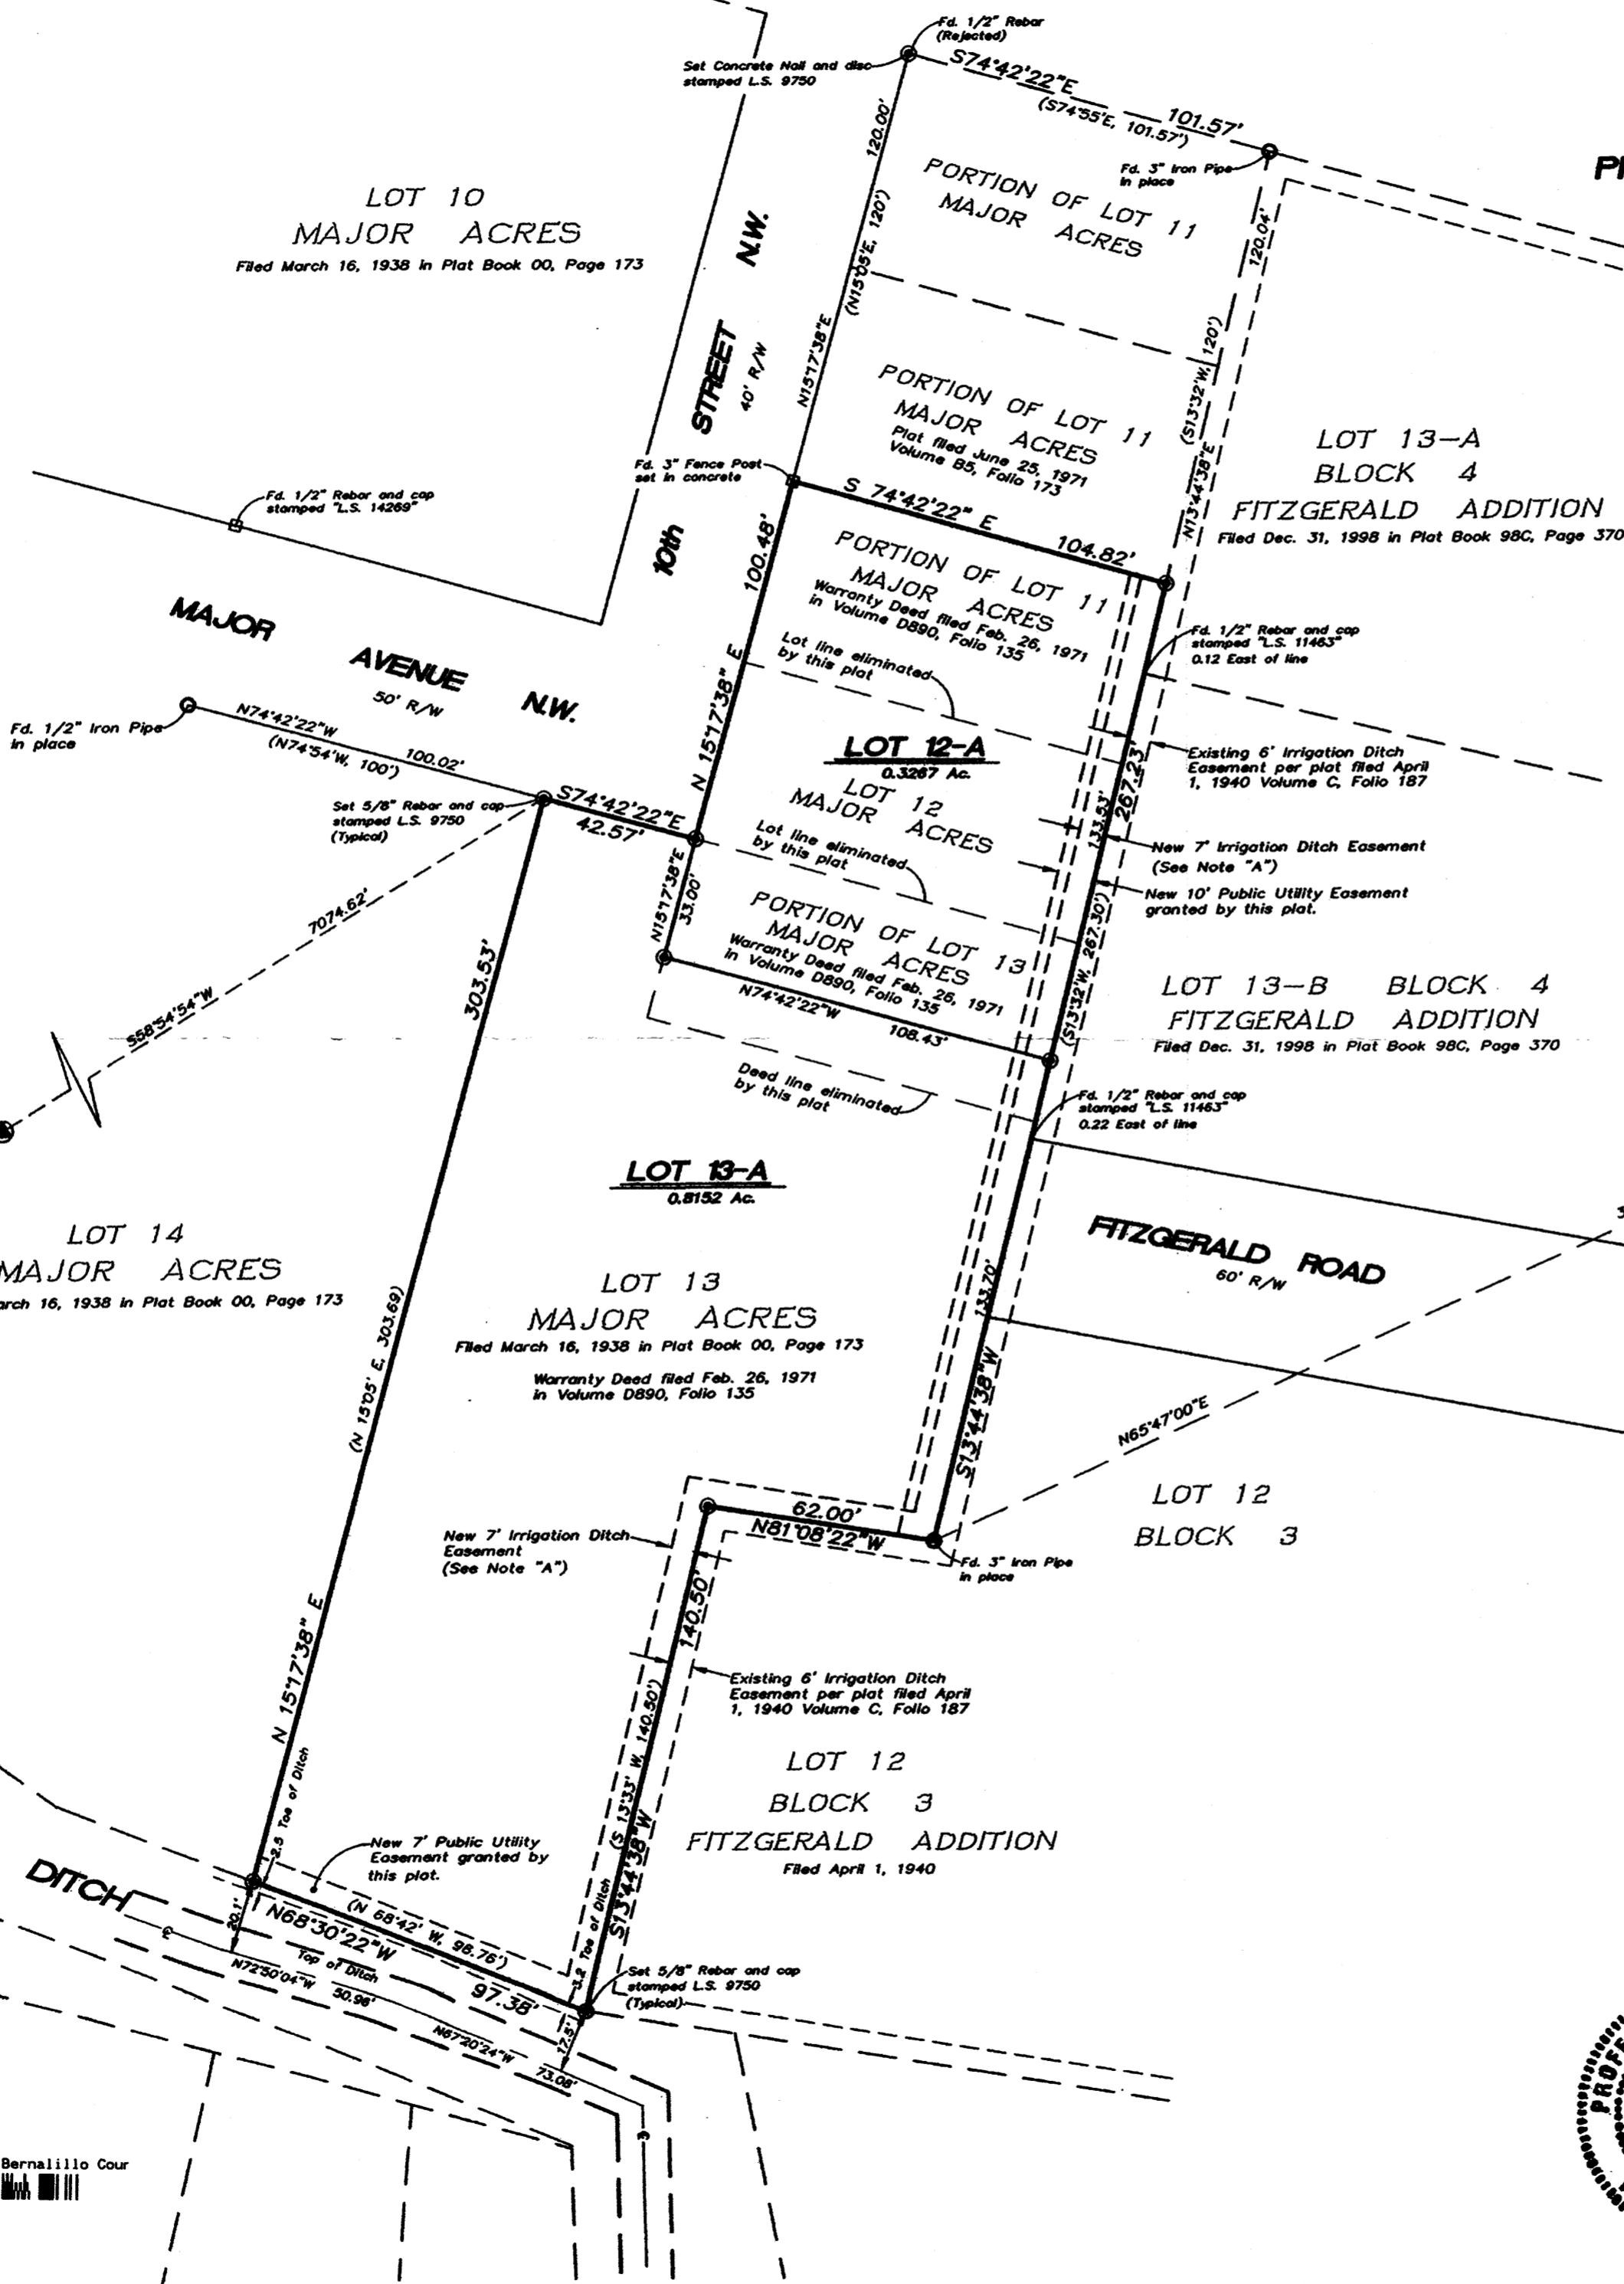 Fd. 1/2" Rebar
(Rejected)
Set Concrete Nail and disc
stamped L.S. 9750
S74°42'22"E
101.57'
(S74°55'E, 101.57')
Fd. 3" Iron Pipe
in place
120.00'
(N15°05'E, 120')
N15°17'38"E
PORTION OF LOT 11
MAJOR ACRES
120.04'
(S13°32'W, 120')
N13°44'38"E
LOT 10
MAJOR ACRES
Filed March 16, 1938 in Plat Book 00, Page 173
10th STREET N.W.
40' R/W
PORTION OF LOT 11
MAJOR ACRES
Plat filed June 25, 1971
Volume B5, Folio 173
LOT 13-A
BLOCK 4
FITZGERALD ADDITION
Filed Dec. 31, 1998 in Plat Book 98C, Page 370
Fd. 3" Fence Post
set in concrete
Fd. 1/2" Rebar and cap
stamped "L.S. 14269"
S 74°42'22" E
104.82'
100.48'
N 15°17'38" E
PORTION OF LOT 11
MAJOR ACRES
Warranty Deed filed Feb. 26, 1971
in Volume D890, Folio 135
Lot line eliminated
by this plat
Fd. 1/2" Rebar and cap
stamped "L.S. 11463"
0.12 East of line
MAJOR AVENUE N.W.
50' R/W
Fd. 1/2" Iron Pipe
in place
N74°42'22"W
100.02'
(N74°54'W, 100')
LOT 12-A
0.3267 Ac.
LOT 12
MAJOR ACRES
Lot line eliminated
by this plat
Existing 6' Irrigation Ditch
Easement per plat filed April
1, 1940 Volume C, Folio 187
267.23'
133.53'
Set 5/8" Rebar and cap
stamped L.S. 9750
(Typical)
S74°42'22"E
42.57'
New 7' Irrigation Ditch Easement
(See Note "A")
New 10' Public Utility Easement
granted by this plat.
N15°17'38"E
33.00'
PORTION OF LOT 13
MAJOR ACRES
Warranty Deed filed Feb. 26, 1971
in Volume D890, Folio 135
N74°42'22"W
108.43'
(S13°32'W, 267.30')
7074.62'
S58°54'54"W
303.53'
LOT 13-B BLOCK 4
FITZGERALD ADDITION
Filed Dec. 31, 1998 in Plat Book 98C, Page 370
Deed line eliminated
by this plat
Fd. 1/2" Rebar and cap
stamped "L.S. 11463"
0.22 East of line
LOT 13-A
0.8152 Ac.
LOT 14
MAJOR ACRES
arch 16, 1938 in Plat Book 00, Page 173
FITZGERALD ROAD
60' R/W
LOT 13
MAJOR ACRES
Filed March 16, 1938 in Plat Book 00, Page 173
Warranty Deed filed Feb. 26, 1971
in Volume D890, Folio 135
(N 15°05' E, 303.69)
133.70'
S13°44'38"W
N65°47'00"E
LOT 12
BLOCK 3
62.00'
N81°08'22"W
Fd. 3" Iron Pipe
in place
New 7' Irrigation Ditch
Easement
(See Note "A")
140.50'
N 15°17'38" E
Existing 6' Irrigation Ditch
Easement per plat filed April
1, 1940 Volume C, Folio 187
(S 13°33' W, 140.50')
S13°44'38"W
LOT 12
BLOCK 3
FITZGERALD ADDITION
Filed April 1, 1940
2.5 Toe of Ditch
New 7' Public Utility
Easement granted by
this plat.
DITCH
20.1'
(N 68°42' W, 98.76')
N68°30'22"W
97.38'
Top of Ditch
3.2 Toe of Ditch
Set 5/8" Rebar and cap
stamped L.S. 9750
(Typical)
N72°50'04"W
50.96'
17.5'
N67°20'24"W
73.08'
Bernalillo Cour